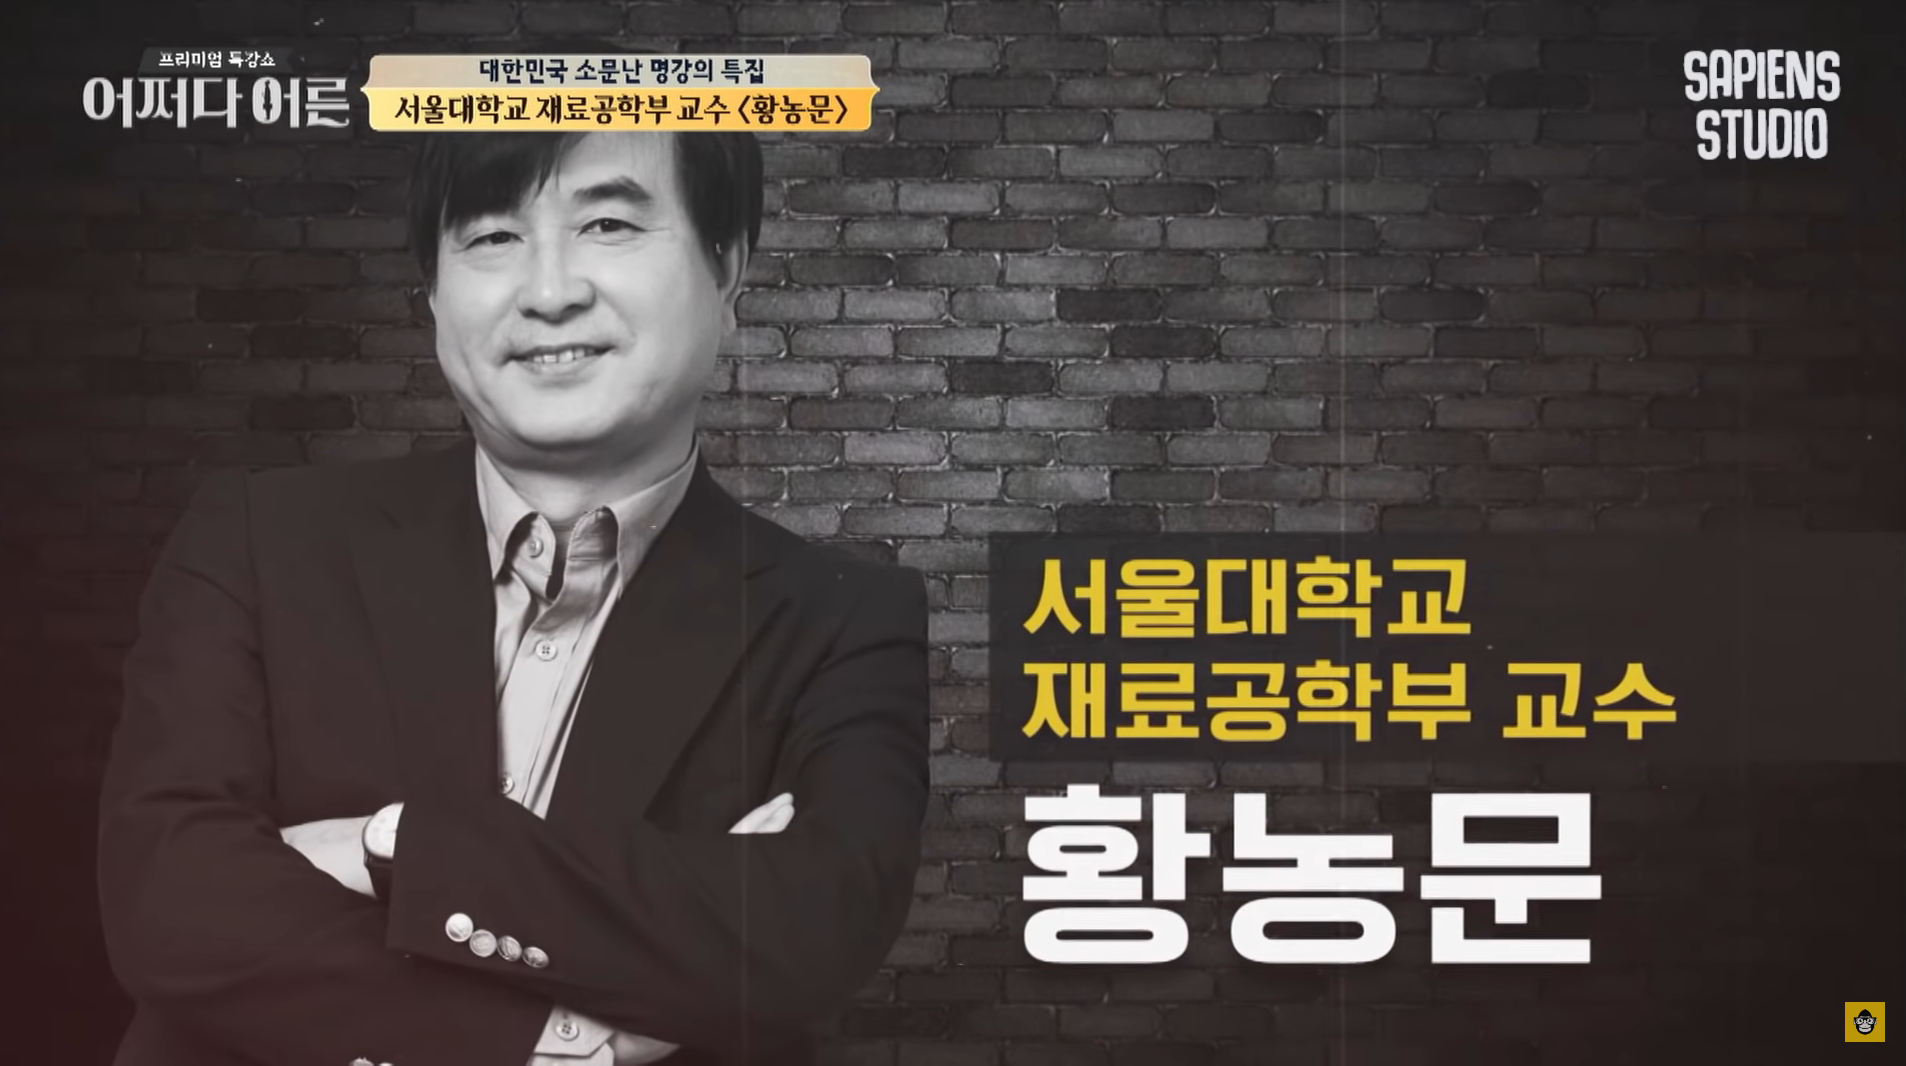 프리미엄 특강쇼
어쩌다 어른
대한민국 소문난 명강의 특집
서울대학교 재료공학부 교수 〈황농문〉
SAPIENS
STUDIO
서울대학교
재료공학부 교수
황농문